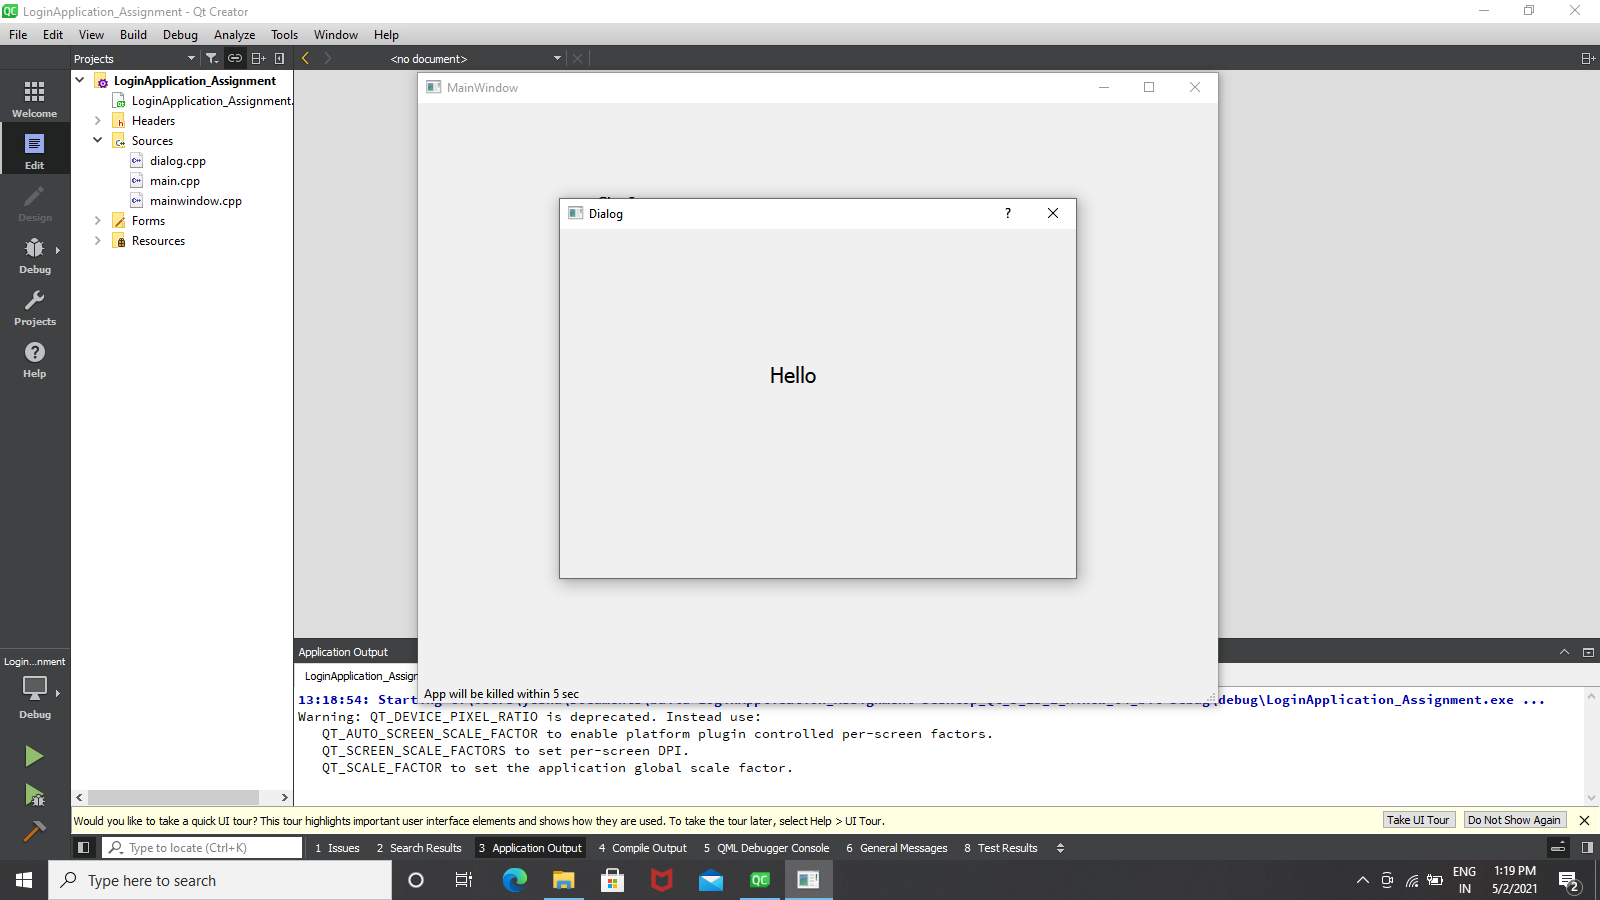 LoginApplication_Assignment - Qt Creator
File Edit View Build Debug Analyze Tools Window Help
Projects
<no document>
Welcome
Edit
Design
Debug
Projects
Help
LoginApplication_Assignment
LoginApplication_Assignment.
Headers
Sources
dialog.cpp
main.cpp
mainwindow.cpp
Forms
Resources
MainWindow
Dialog
?
Hello
App will be killed within 5 sec
Login...nment
Debug
Application Output
LoginApplication_Assign
13:18:54: Start
debug\LoginApplication_Assignment.exe ...
Warning: QT_DEVICE_PIXEL_RATIO is deprecated. Instead use:
QT_AUTO_SCREEN_SCALE_FACTOR to enable platform plugin controlled per-screen factors.
QT_SCREEN_SCALE_FACTORS to set per-screen DPI.
QT_SCALE_FACTOR to set the application global scale factor.
Would you like to take a quick UI tour? This tour highlights important user interface elements and shows how they are used. To take the tour later, select Help > UI Tour.
Take UI Tour
Do Not Show Again
Type to locate (Ctrl+K)
1 Issues 2 Search Results 3 Application Output 4 Compile Output 5 QML Debugger Console 6 General Messages 8 Test Results
Type here to search
ENG
IN
1:19 PM
5/2/2021
2